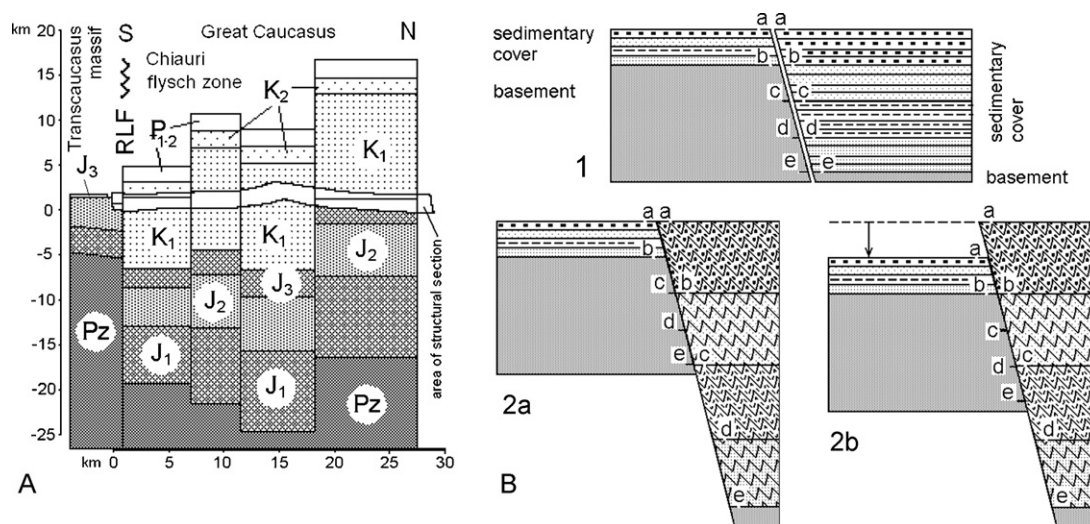 km
20
15
10
5
0
-5
-10
-15
-20
-25
Transcaucasus
massif
S
RLF
Great Caucasus
N
Chiauri
flysch zone
K2
P1-2
J3
K1
K1
K1
J2
J2
J3
J1
J1
Pz
Pz
area of structural section
km
0
5
10
15
20
25
30
A
a a
sedimentary
cover
b b
basement
c c
d d
e e
sedimentary
cover
1
basement
a a
b
c b
d
e c
d
e
2a
a
a
b b
c
c
d
e
d
e
2b
B